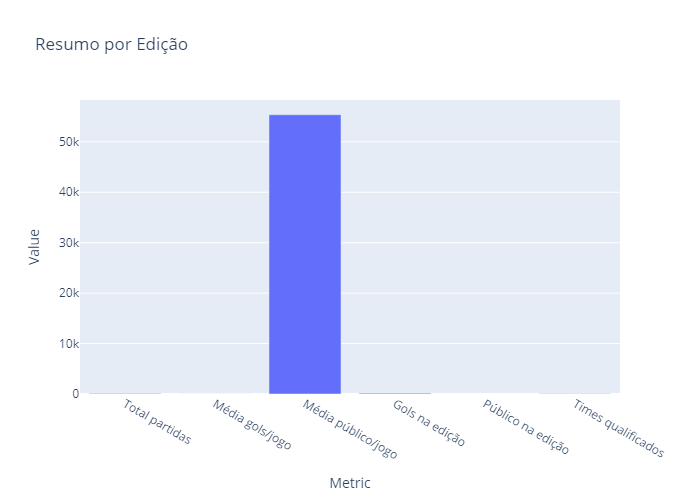 Resumo por Edição
Value
50k
40k
30k
20k
10k
0
Total partidas
Média gols/jogo
Média público/jogo
Gols na edição
Público na edição
Times qualificados
Metric